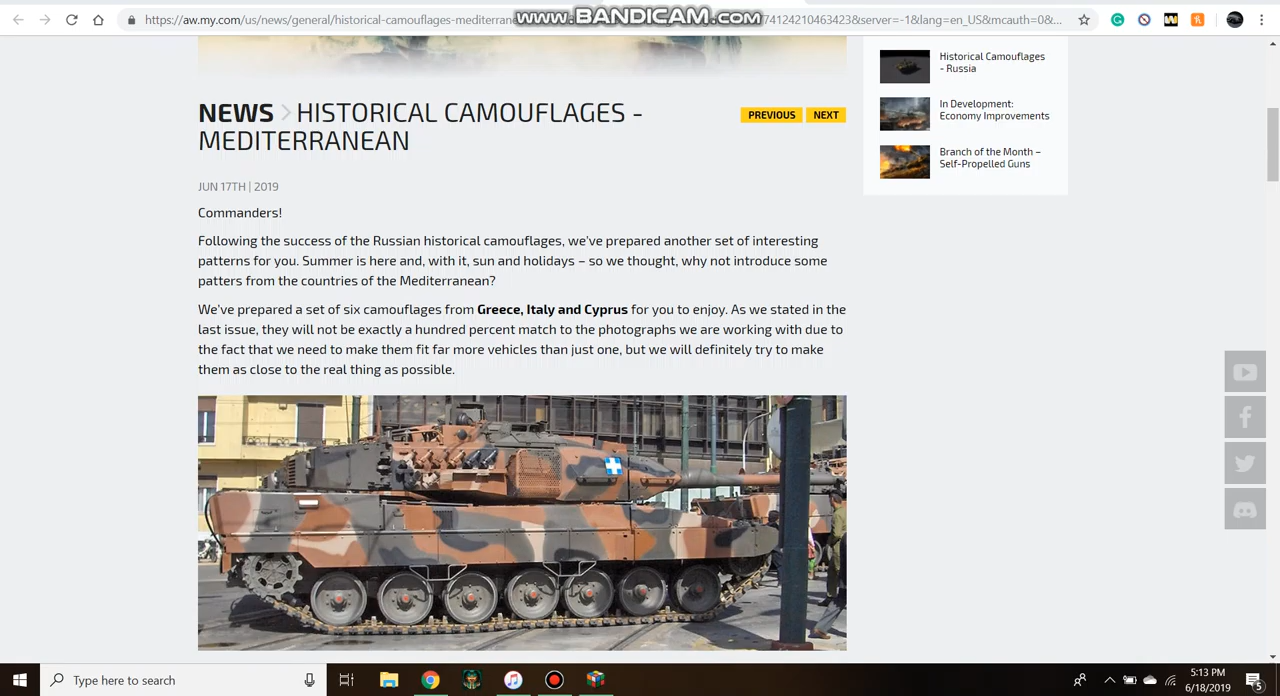 https://aw.my.com/us/news/general/historical-camouflages-mediterrane
www.BANDICAM.com
74124210463423&server=-1&lang=en_US&mcauth=0&...
Historical Camouflages
- Russia
In Development:
Economy Improvements
Branch of the Month –
Self-Propelled Guns
NEWS > HISTORICAL CAMOUFLAGES -
MEDITERRANEAN
PREVIOUS
NEXT
JUN 17TH | 2019
Commanders!
Following the success of the Russian historical camouflages, we've prepared another set of interesting
patterns for you. Summer is here and, with it, sun and holidays – so we thought, why not introduce some
patters from the countries of the Mediterranean?
We've prepared a set of six camouflages from Greece, Italy and Cyprus for you to enjoy. As we stated in the
last issue, they will not be exactly a hundred percent match to the photographs we are working with due to
the fact that we need to make them fit far more vehicles than just one, but we will definitely try to make
them as close to the real thing as possible.
Type here to search
5:13 PM
6/18/2019
5